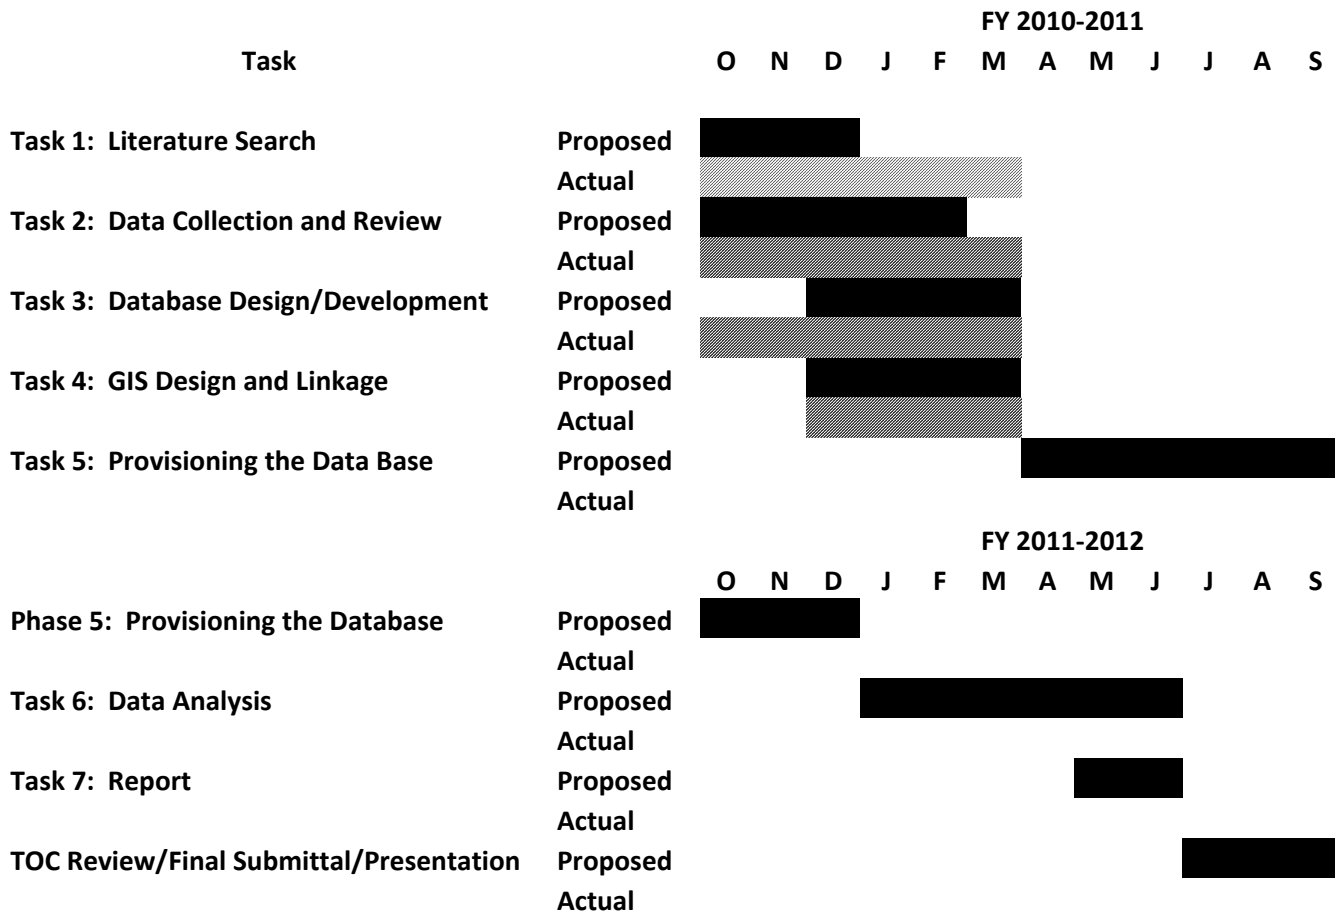 FY 2010-2011
Task O N D J F M A M J J A S
Task 1: Literature Search Proposed
Actual
Task 2: Data Collection and Review Proposed
Actual
Task 3: Database Design/Development Proposed
Actual
Task 4: GIS Design and Linkage Proposed
Actual
Task 5: Provisioning the Data Base Proposed
Actual
FY 2011-2012
O N D J F M A M J J A S
Phase 5: Provisioning the Database Proposed
Actual
Task 6: Data Analysis Proposed
Actual
Task 7: Report Proposed
Actual
TOC Review/Final Submittal/Presentation Proposed
Actual